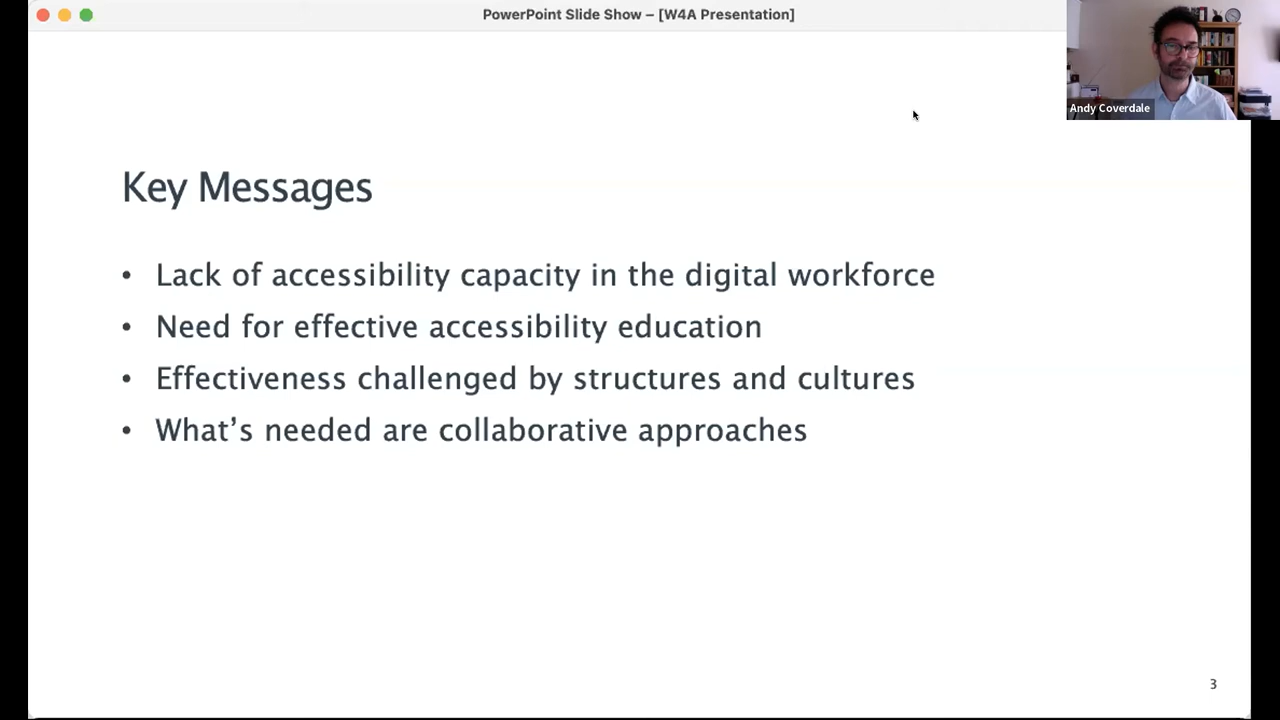 PowerPoint Slide Show – [W4A Presentation]
Andy Coverdale
Key Messages
• Lack of accessibility capacity in the digital workforce
• Need for effective accessibility education
• Effectiveness challenged by structures and cultures
• What’s needed are collaborative approaches
3